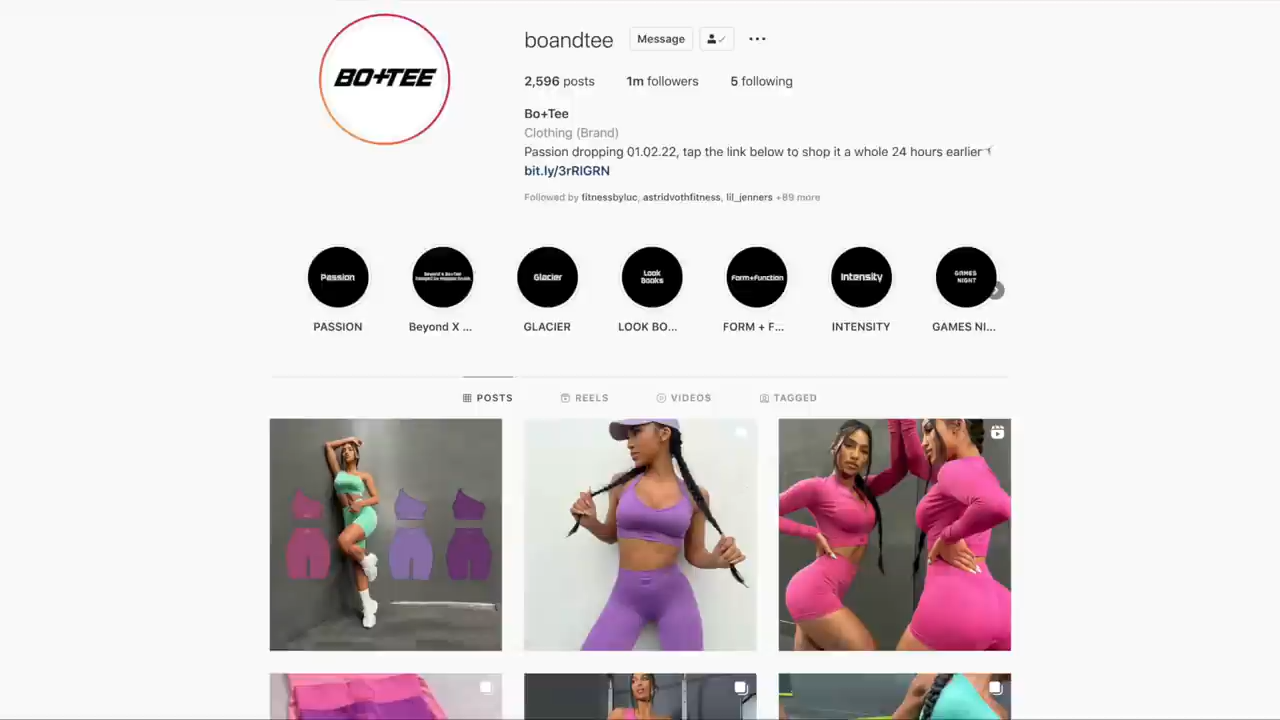 BO+TEE
boandtee Message
2,596 posts 1m followers 5 following
Bo+Tee
Clothing (Brand)
Passion dropping 01.02.22, tap the link below to shop it a whole 24 hours earlier
bit.ly/3rRlGRN
Followed by fitnessbyluc, astridvothfitness, lil_jenners +89 more
Passion Glacier Look Books Form+Function Intensity GAMES NIGHT
PASSION Beyond X ... GLACIER LOOK BO... FORM + F... INTENSITY GAMES NI...
POSTS REELS VIDEOS TAGGED